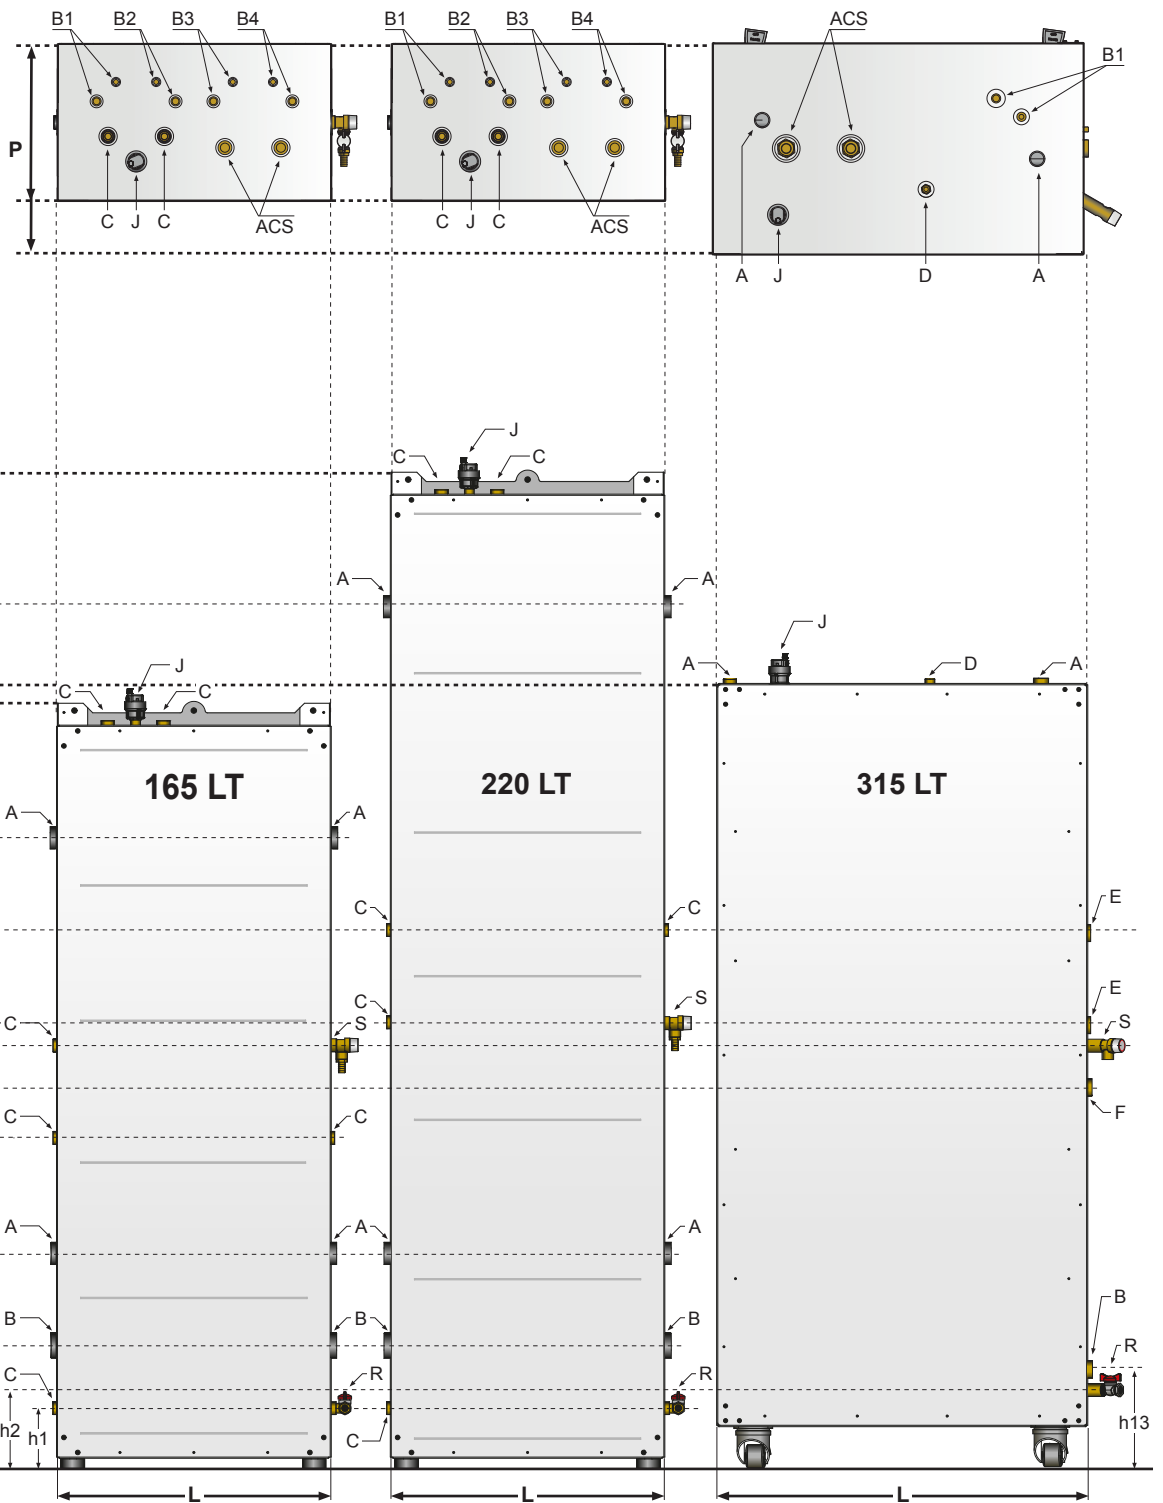 B1 B2 B3 B4 B1 B2 B3 B4 ACS
B1
P
C J C ACS C J C ACS A A
A J D A
J
C C
A A
J
A D A
J
C C
165 LT 220 LT 315 LT
A A
C C E
C S E
C S S
C C F
A A A
B B B B
C R R R
h2 h1 C h13
L L L